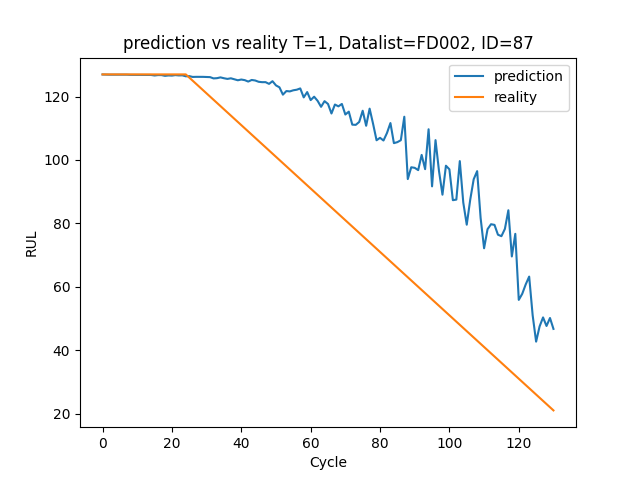 prediction vs reality T=1, Datalist=FD002, ID=87
prediction
reality
RUL
120
100
80
60
40
20
0 20 40 60 80 100 120
Cycle